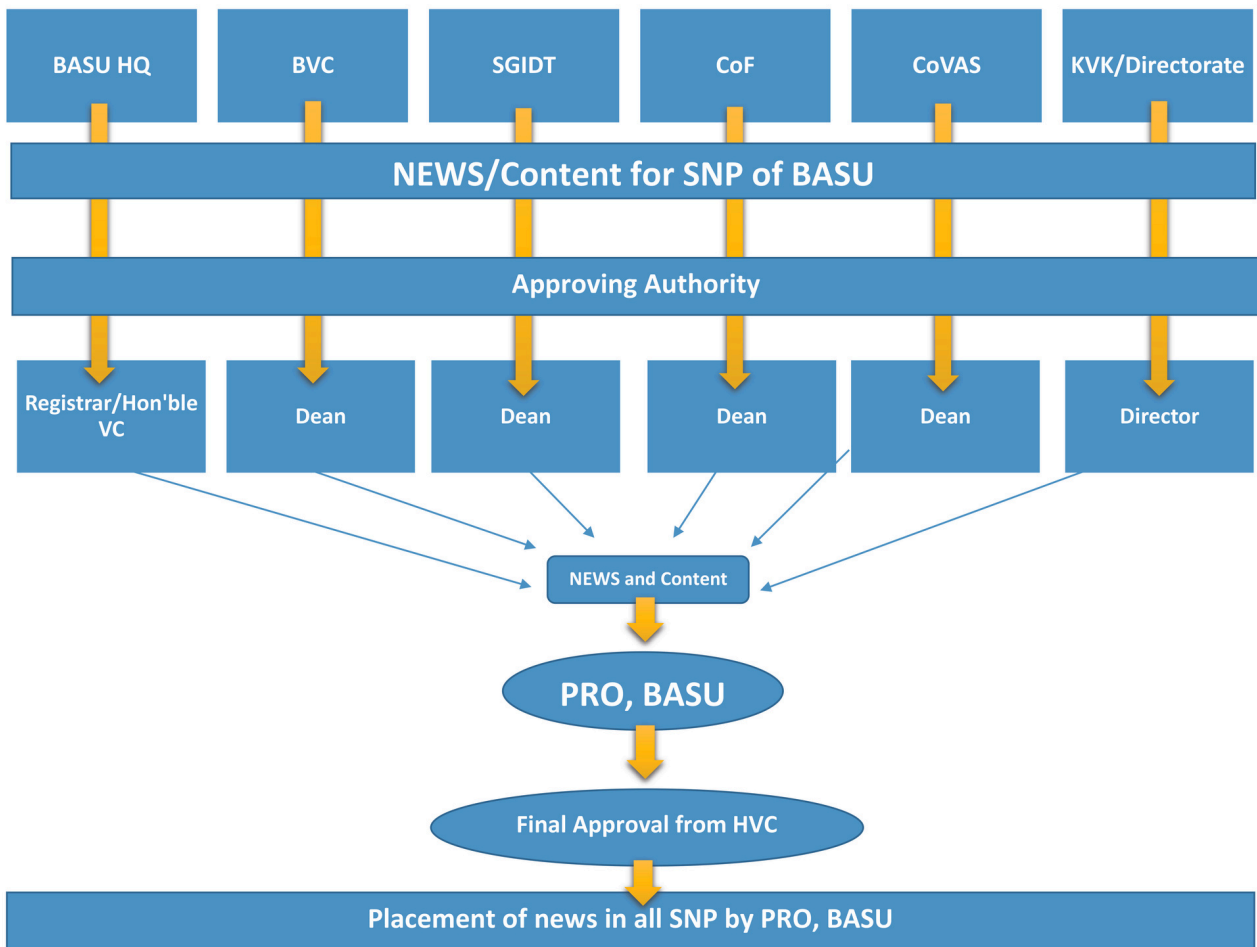 BASU HQ
BVC
SGIDT
CoF
CoVAS
KVK/Directorate
NEWS/Content for SNP of BASU
Approving Authority
Registrar/Hon'ble
VC
Dean
Dean
Dean
Dean
Director
NEWS and Content
PRO, BASU
Final Approval from HVC
Placement of news in all SNP by PRO, BASU